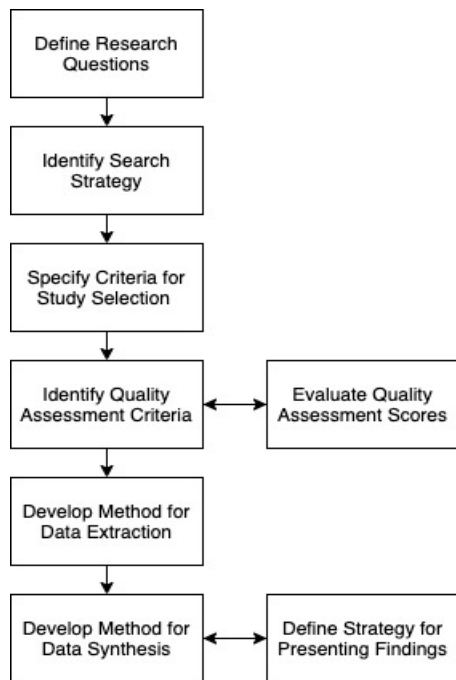 Define Research
Questions
Identify Search
Strategy
Specify Criteria for
Study Selection
Identify Quality
Assessment Criteria
Evaluate Quality
Assessment Scores
Develop Method for
Data Extraction
Develop Method for
Data Synthesis
Define Strategy for
Presenting Findings